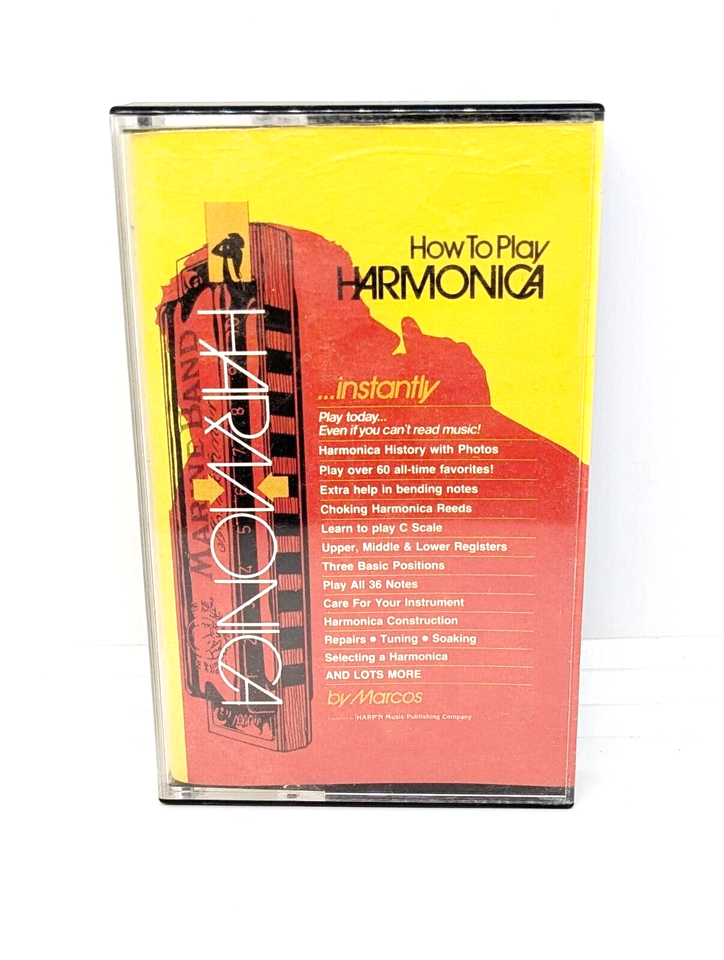 How To Play
HARMONICA
...instantly
Play today...
Even if you can't read music!
Harmonica History with Photos
Play over 60 all-time favorites!
Extra help in bending notes
Choking Harmonica Reeds
Learn to play C Scale
Upper, Middle & Lower Registers
Three Basic Positions
Play All 36 Notes
Care For Your Instrument
Harmonica Construction
Repairs • Tuning • Soaking
Selecting a Harmonica
AND LOTS MORE
by Marcos
HARP'N Music Publishing Company
HARMONICA
MARINE BAND